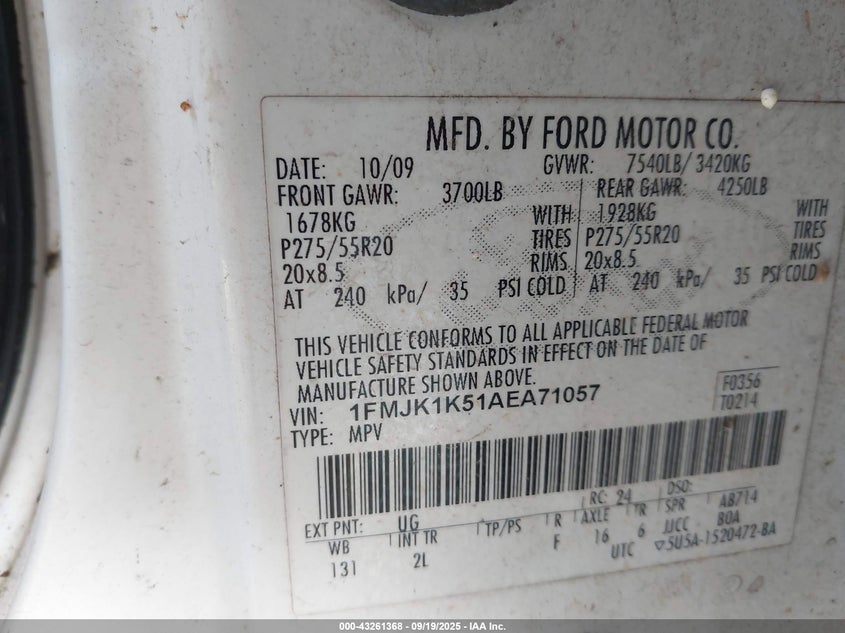 MFD. BY FORD MOTOR CO.
DATE: 10/09 GVWR: 7540LB/ 3420KG
FRONT GAWR: 3700LB REAR GAWR: 4250LB
1678KG WITH 1928KG WITH
P275/55R20 TIRES P275/55R20 TIRES
20x8.5 RIMS 20x8.5 RIMS
AT 240 kPa/ 35 PSI COLD AT 240 kPa/ 35 PSI COLD
THIS VEHICLE CONFORMS TO ALL APPLICABLE FEDERAL MOTOR
VEHICLE SAFETY STANDARDS IN EFFECT ON THE DATE OF
MANUFACTURE SHOWN ABOVE.
VIN: 1FMJK1K51AEA71057 F0356
TYPE: MPV T0214
EXT PNT: UG RC: 24 DSO:
WB INT TR TP/PS R AXLE TR SPR A8714
131 2L F 16 6 JJCC BOA
UTC ▽5U5A-1520472-BA
000-43261368 - 09/19/2025 - IAA Inc.